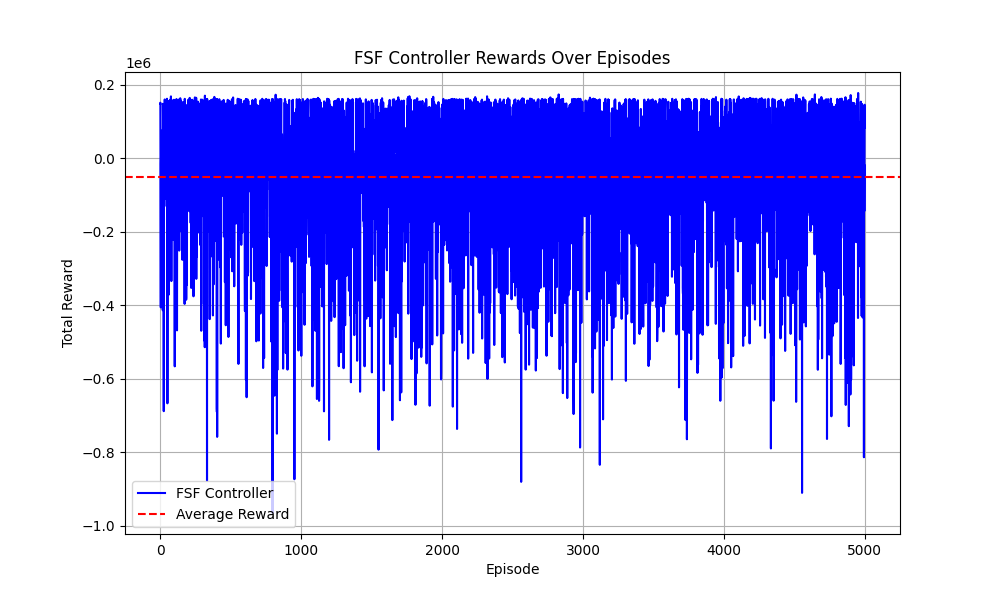 FSF Controller Rewards Over Episodes
1e6
0.2
0.0
−0.2
−0.4
−0.6
−0.8
−1.0
Total Reward
FSF Controller
Average Reward
0 1000 2000 3000 4000 5000
Episode